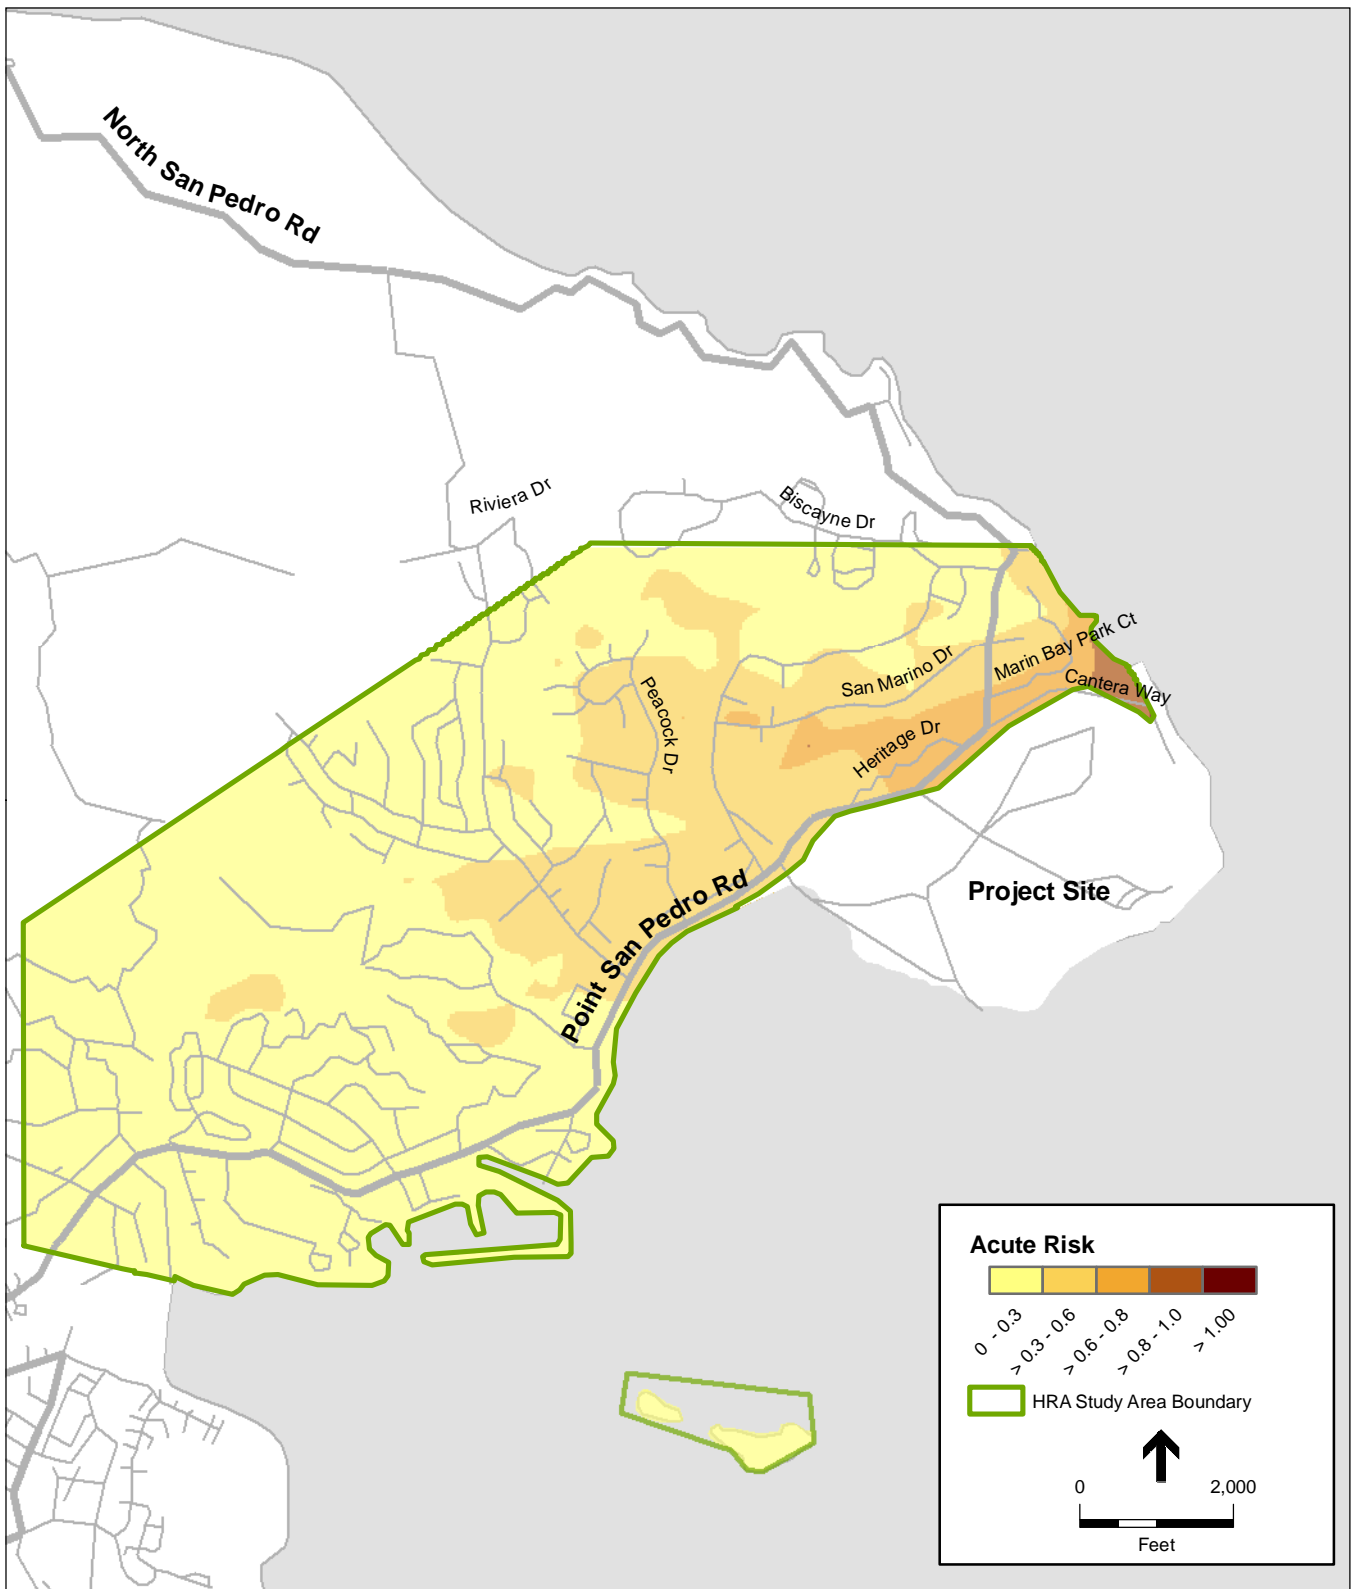 North San Pedro Rd
Riviera Dr
Biscayne Dr
Marin Bay Park Ct
San Marino Dr
Cantera Way
Peacock Dr
Heritage Dr
Project Site
Point San Pedro Rd
Acute Risk
0 - 0.3
> 0.3 - 0.6
> 0.6 - 0.8
> 0.8 - 1.0
> 1.00
HRA Study Area Boundary
0 2,000
Feet